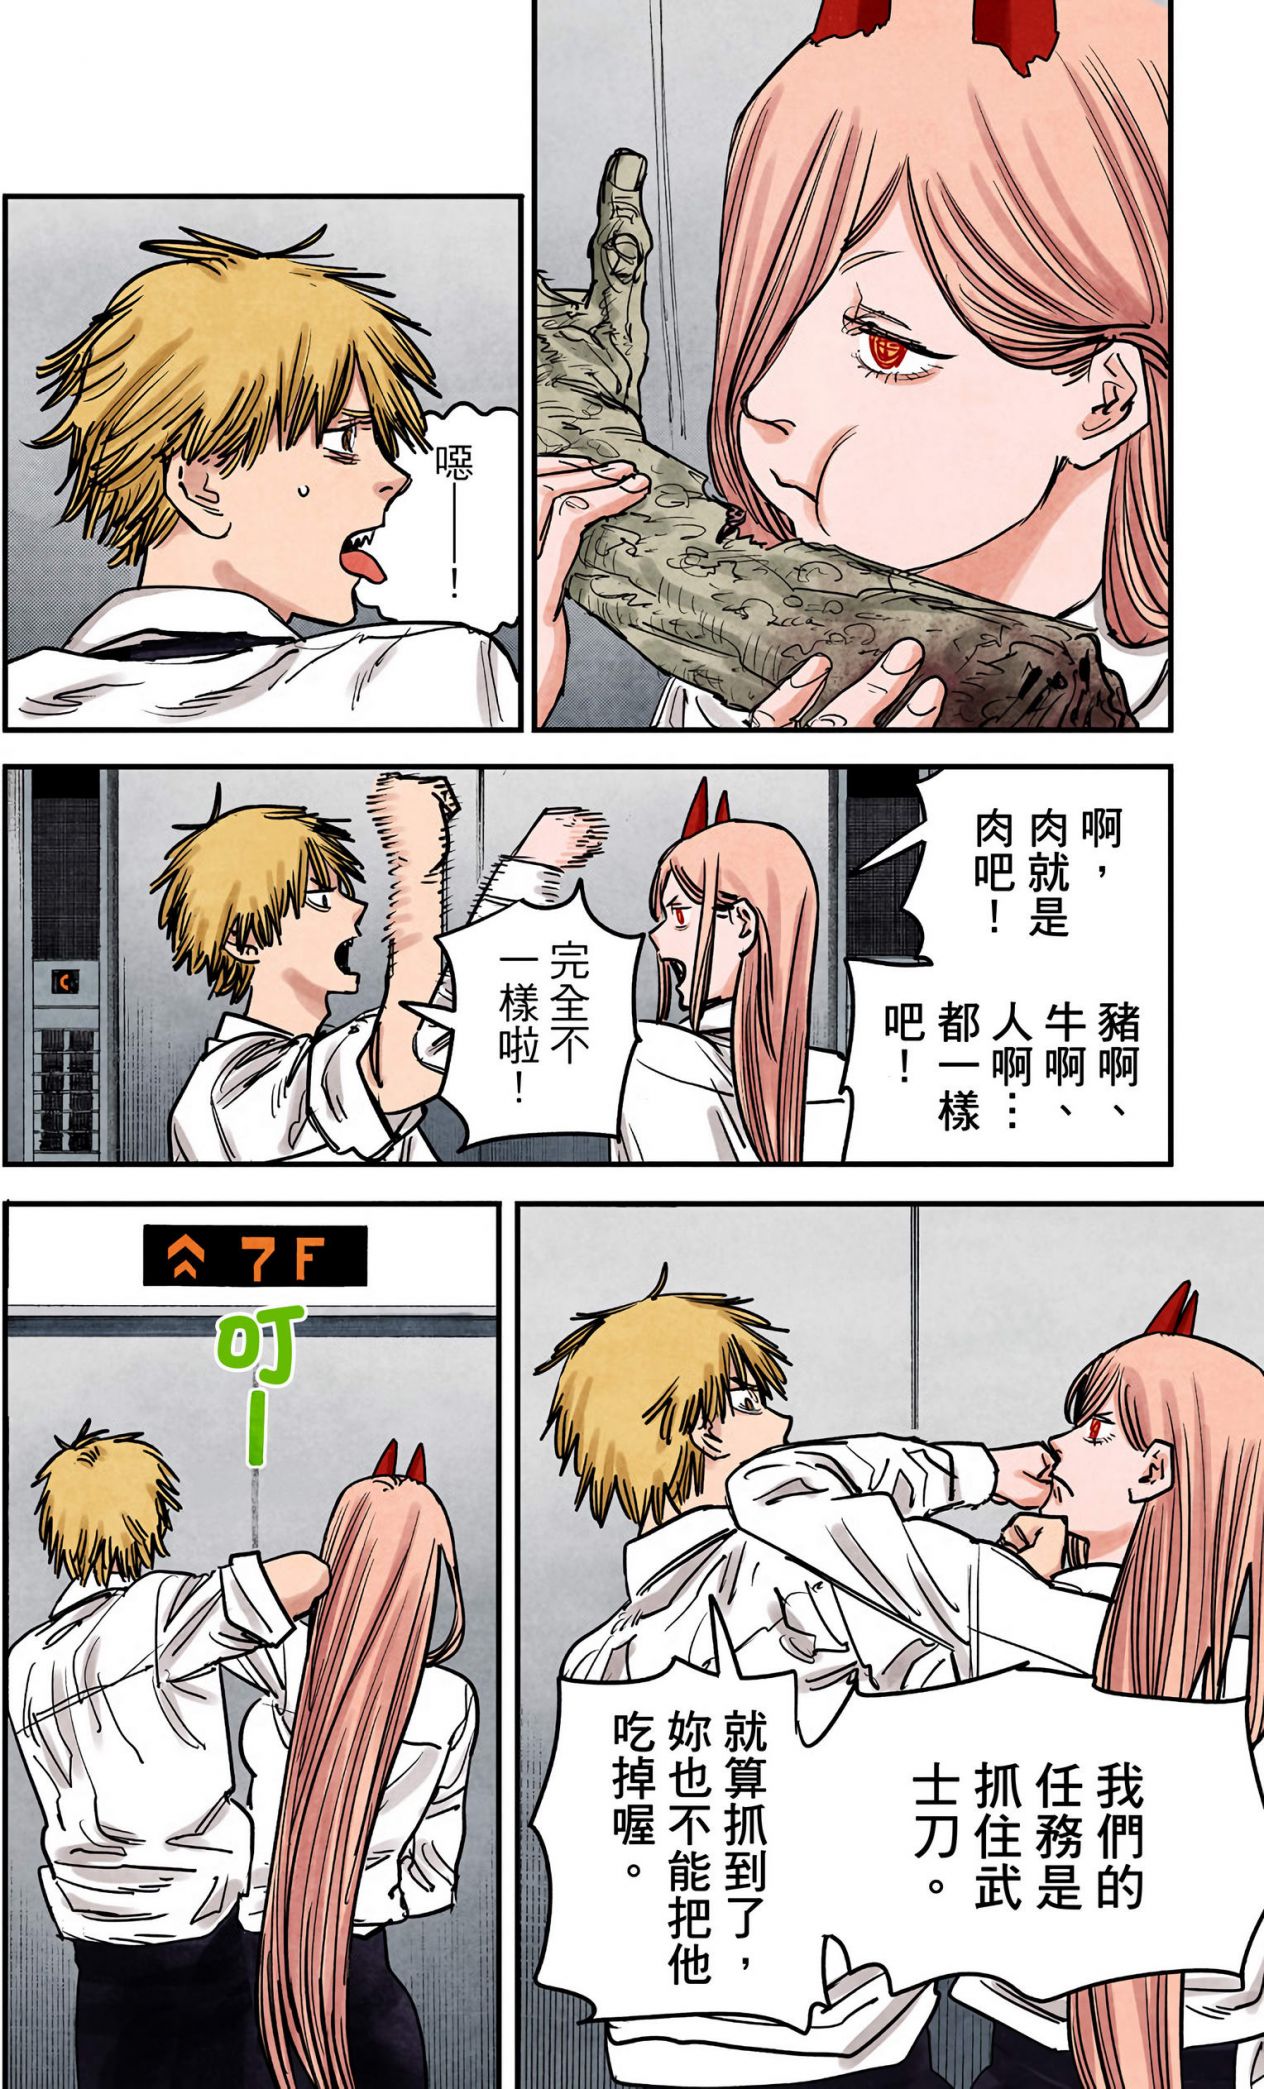 噁——！
啊，
肉就是
肉吧！
豬啊、
牛啊、
人啊…
都一樣
吧！
完全不
一樣啦！
C
我們的
任務是
抓住武
士刀。
就算抓到了，
妳也不能把他
吃掉喔。
7F
叮—